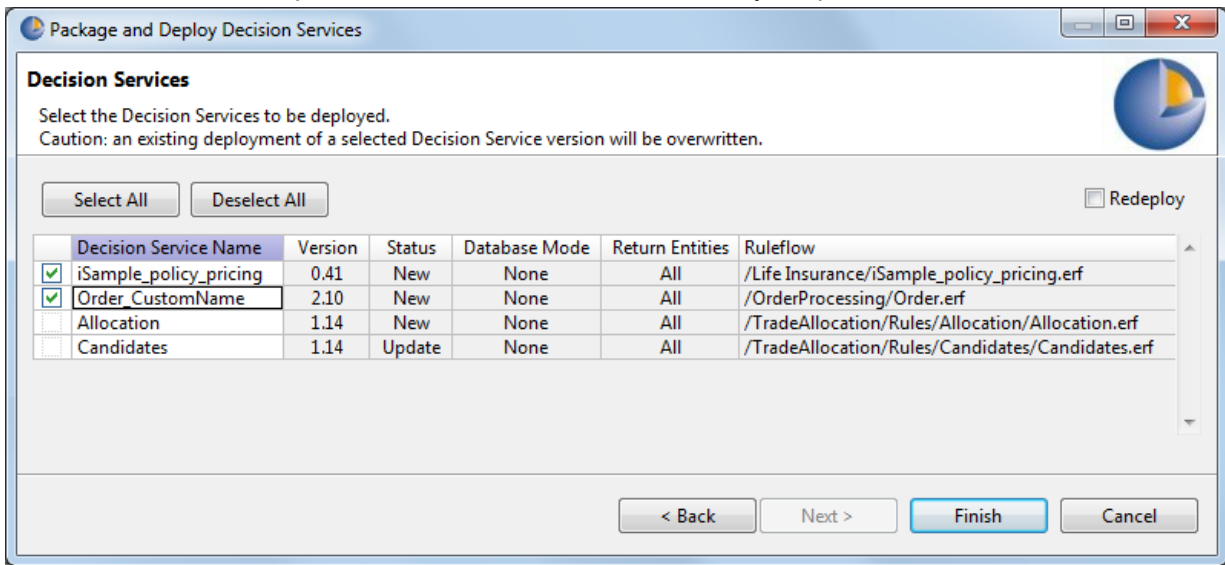 Package and Deploy Decision Services
Decision Services
Select the Decision Services to be deployed.
Caution: an existing deployment of a selected Decision Service version will be overwritten.
Select All Deselect All Redeploy
Decision Service Name Version Status Database Mode Return Entities Ruleflow
iSample_policy_pricing 0.41 New None All /Life Insurance/iSample_policy_pricing.erf
Order_CustomName 2.10 New None All /OrderProcessing/Order.erf
Allocation 1.14 New None All /TradeAllocation/Rules/Allocation/Allocation.erf
Candidates 1.14 Update None All /TradeAllocation/Rules/Candidates/Candidates.erf
< Back Next > Finish Cancel